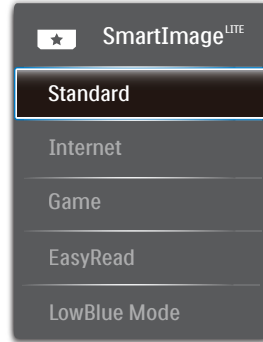 SmartImage LITE
Standard
Internet
Game
EasyRead
LowBlue Mode